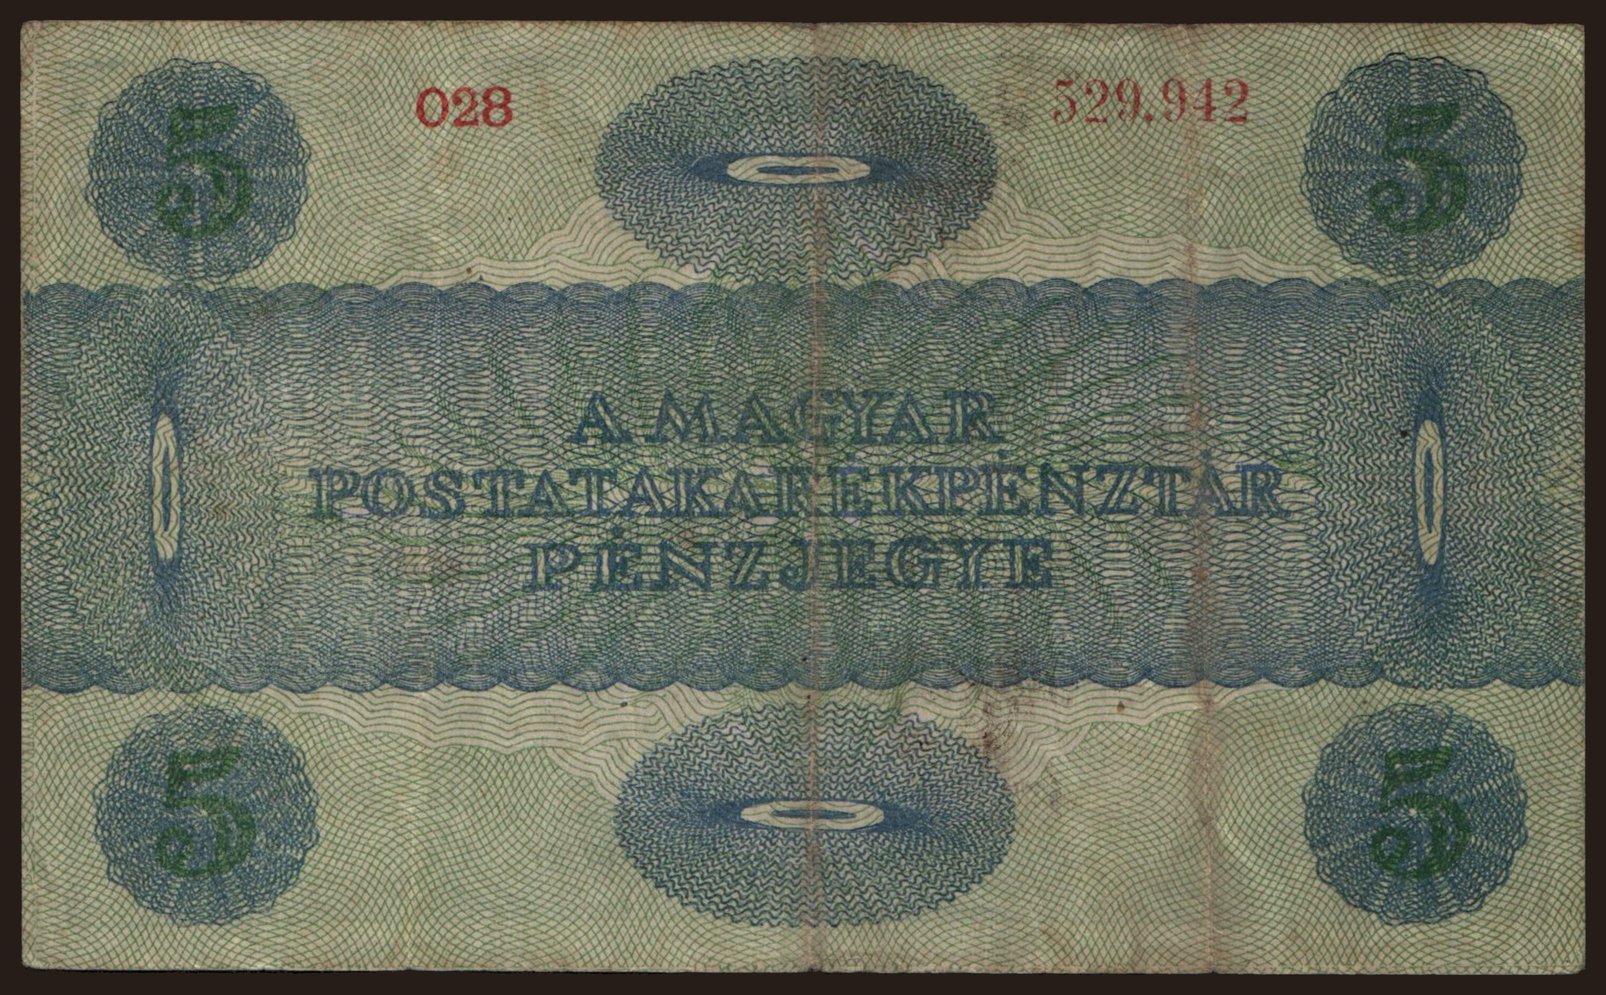 5 028 529.942 5
A MAGYAR
POSTATAKARÉKPÉNZTÁR
PÉNZJEGYE
5 5